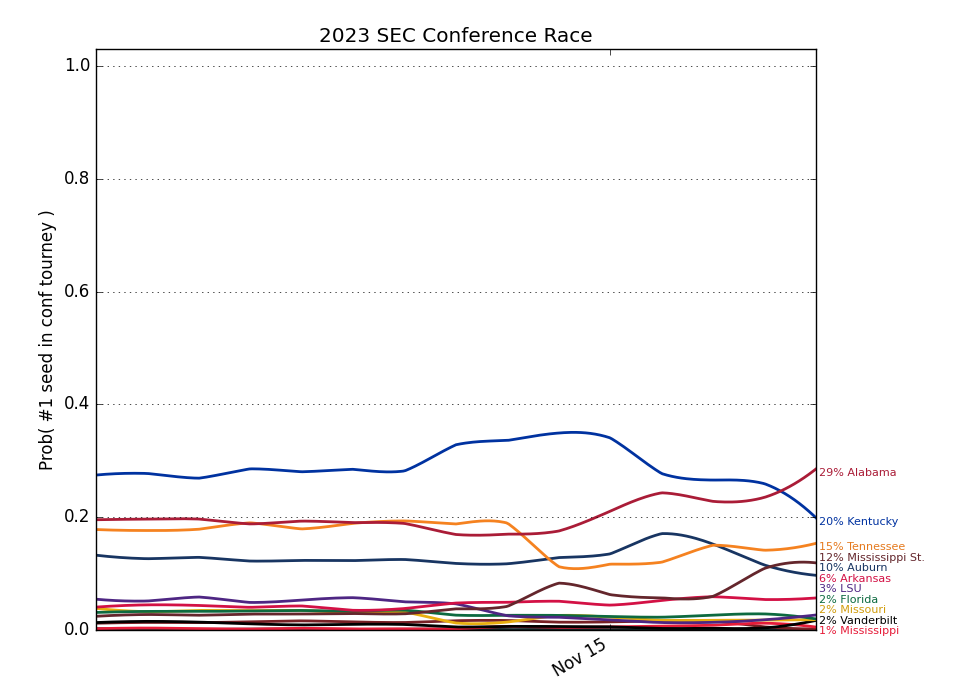 2023 SEC Conference Race
Prob( #1 seed in conf tourney )
1.0
0.8
0.6
0.4
0.2
0.0
Nov 15
29% Alabama
20% Kentucky
15% Tennessee
12% Mississippi St.
10% Auburn
6% Arkansas
3% LSU
2% Florida
2% Missouri
2% Vanderbilt
1% Mississippi